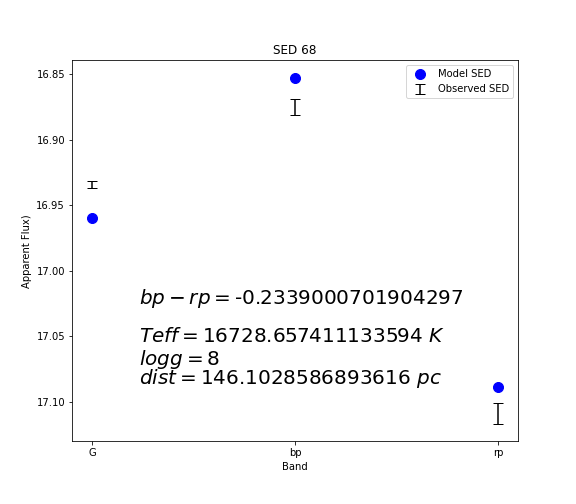 SED 68
Model SED
Observed SED
16.85
16.90
16.95
17.00
17.05
17.10
Apparent Flux)
bp − rp = -0.2339000701904297
Teff = 16728.657411133594 K
logg = 8
dist = 146.1028586893616 pc
G bp rp
Band